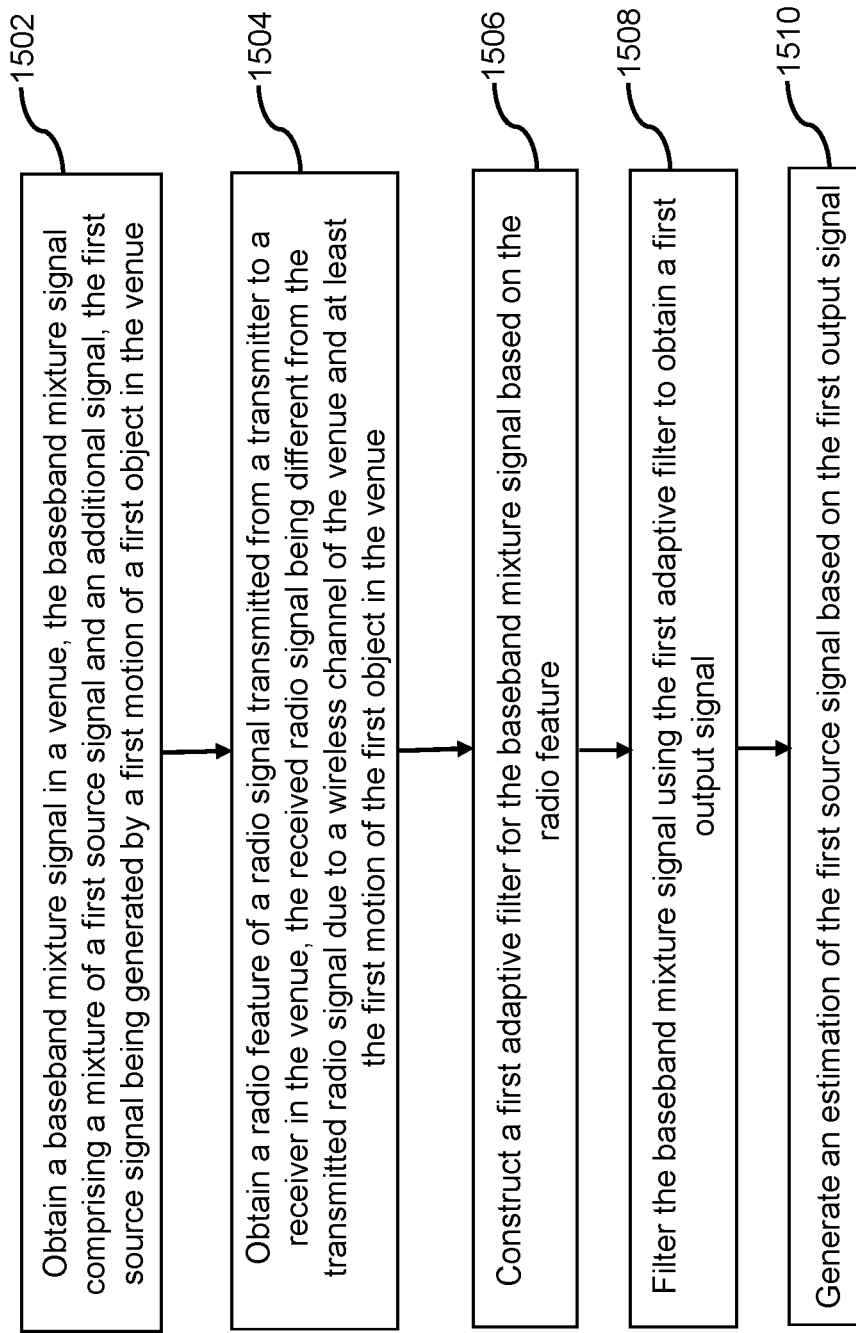 Obtain a baseband mixture signal in a venue, the baseband mixture signal
comprising a mixture of a first source signal and an additional signal, the first
source signal being generated by a first motion of a first object in the venue
1502
Obtain a radio feature of a radio signal transmitted from a transmitter to a
receiver in the venue, the received radio signal being different from the
transmitted radio signal due to a wireless channel of the venue and at least
the first motion of the first object in the venue
1504
Construct a first adaptive filter for the baseband mixture signal based on the
radio feature
1506
Filter the baseband mixture signal using the first adaptive filter to obtain a first
output signal
1508
Generate an estimation of the first source signal based on the first output signal
1510